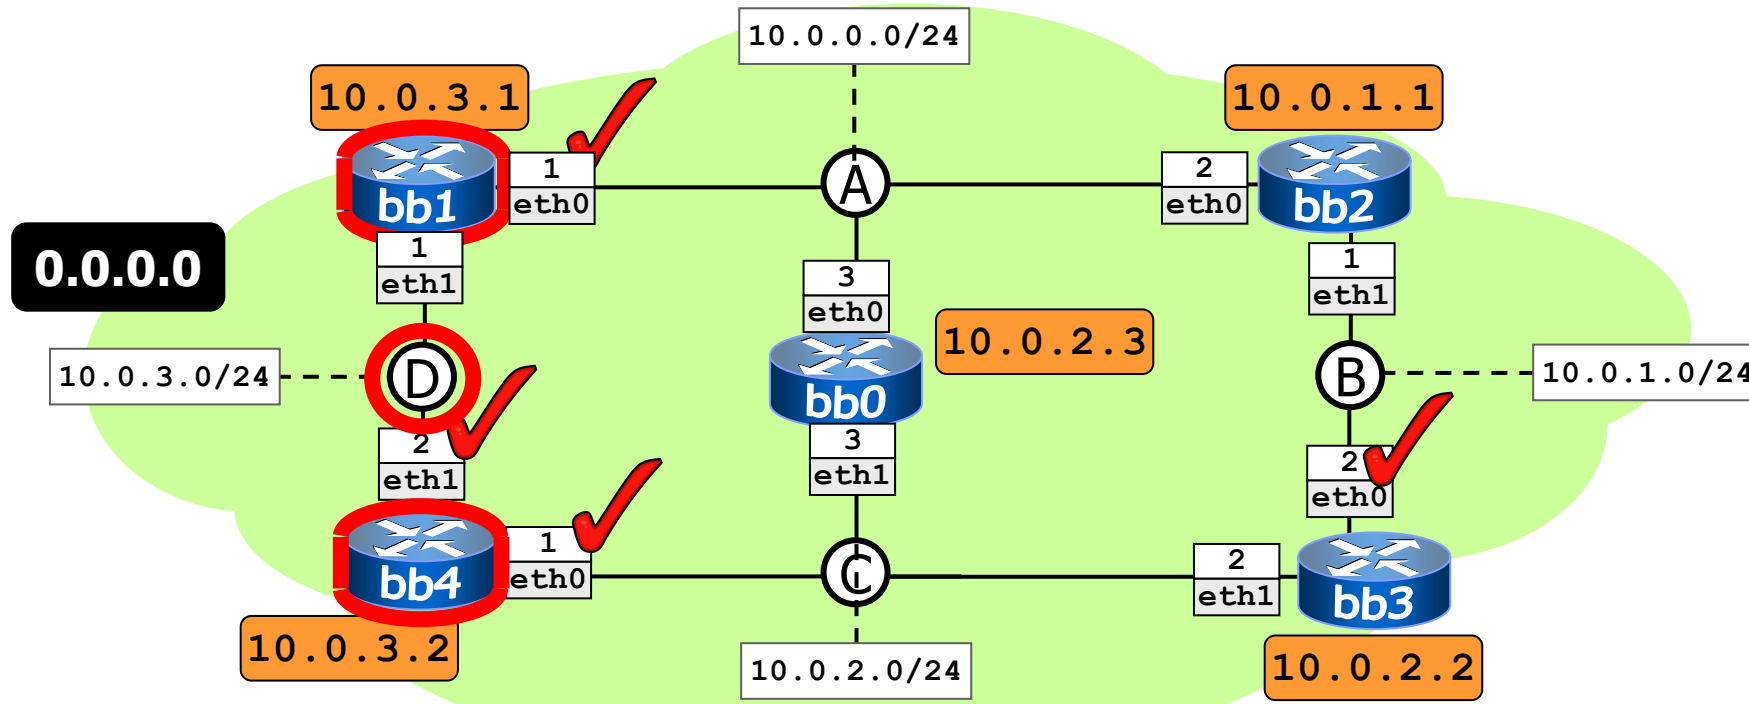 10.0.0.0/24
10.0.3.1
10.0.1.1
1
eth0
A
2
eth0
bb1
bb2
1
eth1
0.0.0.0
3
eth0
1
eth1
10.0.2.3
10.0.3.0/24
D
bb0
B
10.0.1.0/24
2
eth1
3
eth1
2
eth0
bb4
1
eth0
C
2
eth1
bb3
10.0.3.2
10.0.2.0/24
10.0.2.2